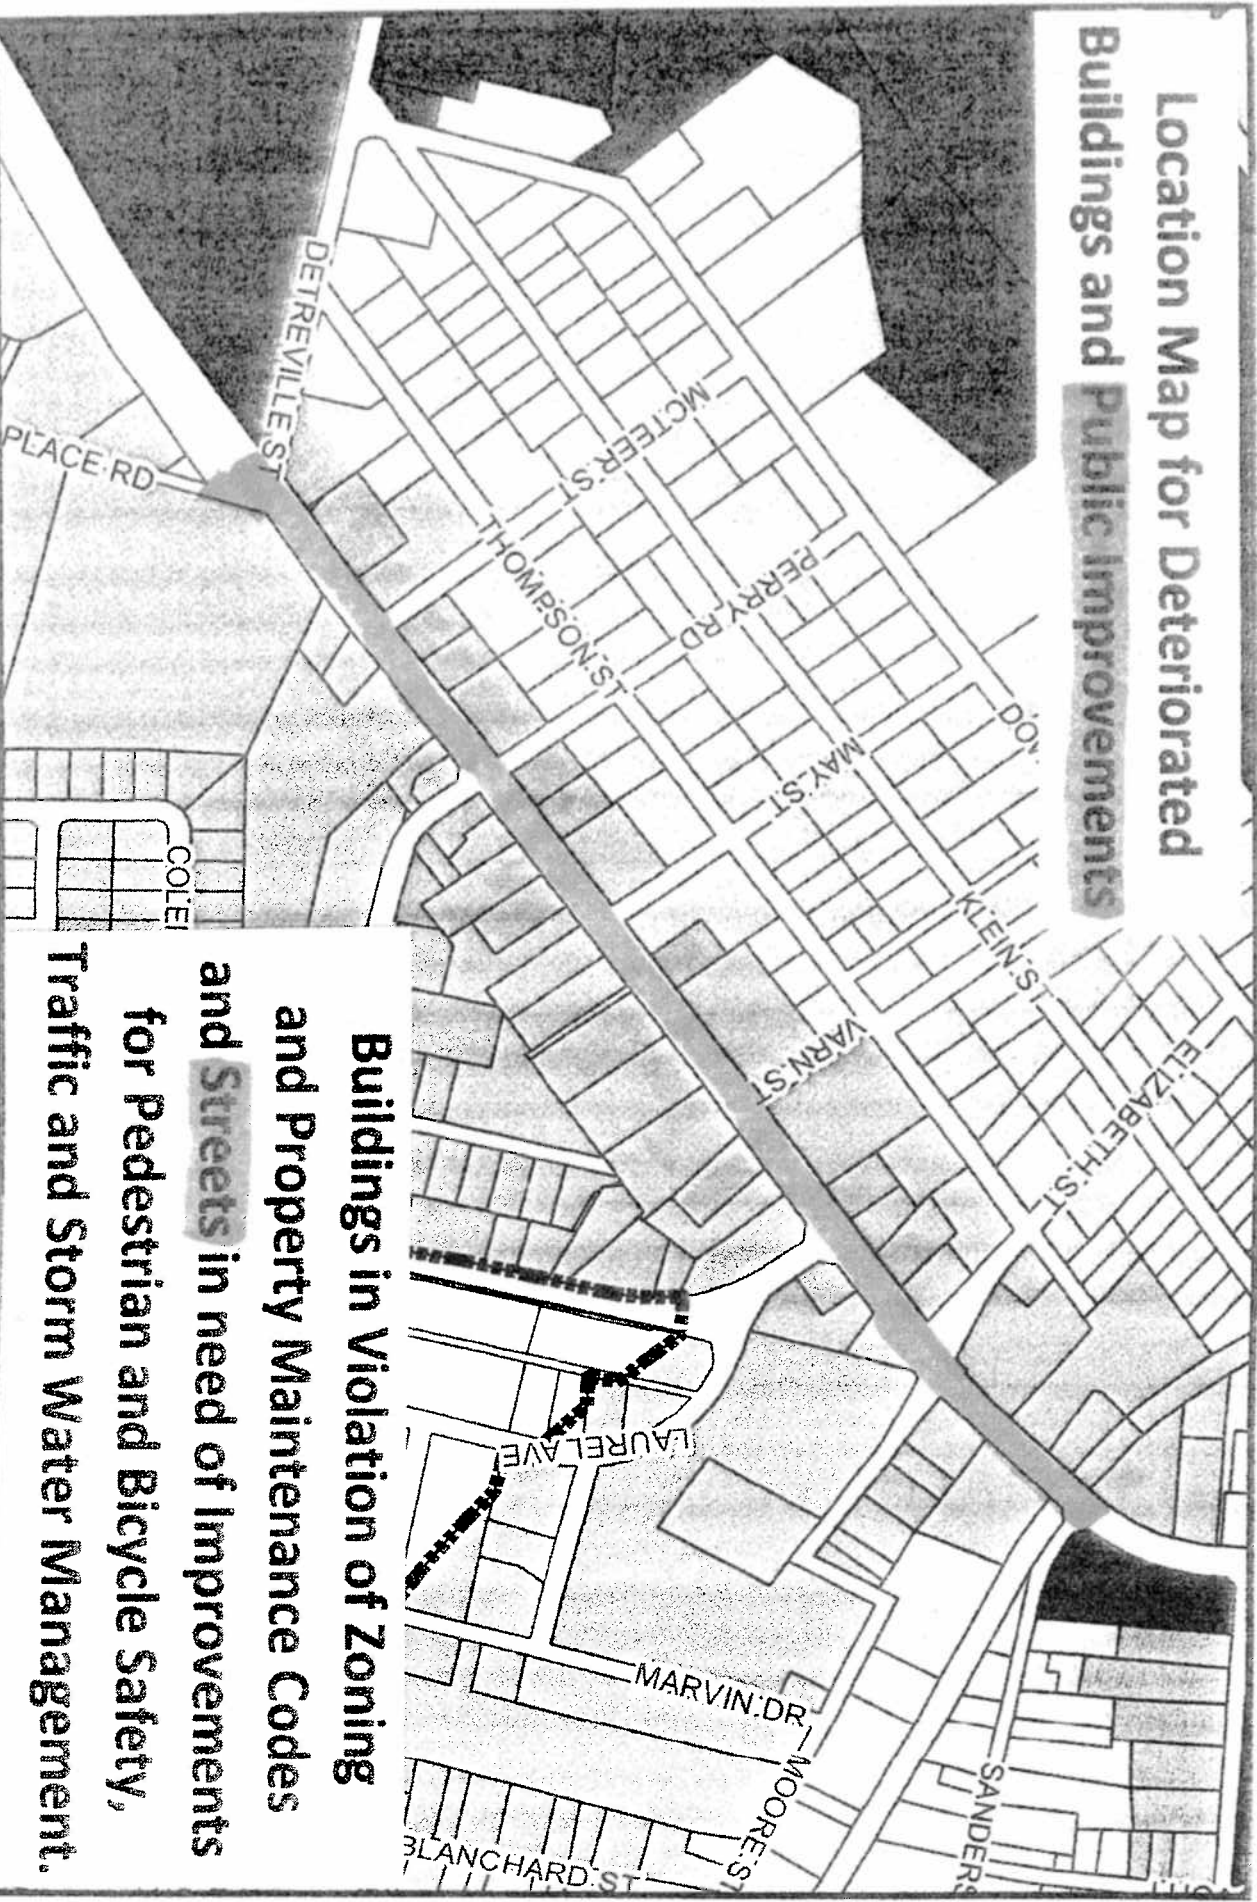 Location Map for Deteriorated
Buildings and Public Improvements
DETREVILLE ST
PLACE RD
MCTEER ST
THOMPSON ST
PERRY RD
MAY ST
KLEIN ST
ELIZABETH ST
VARN ST
LAUREL AVE
MARVIN DR
MOORE ST
SANDERS
BLANCHARD ST
Buildings in Violation of Zoning
and Property Maintenance Codes
and Streets in need of Improvements
for Pedestrian and Bicycle Safety,
Traffic and Storm Water Management.